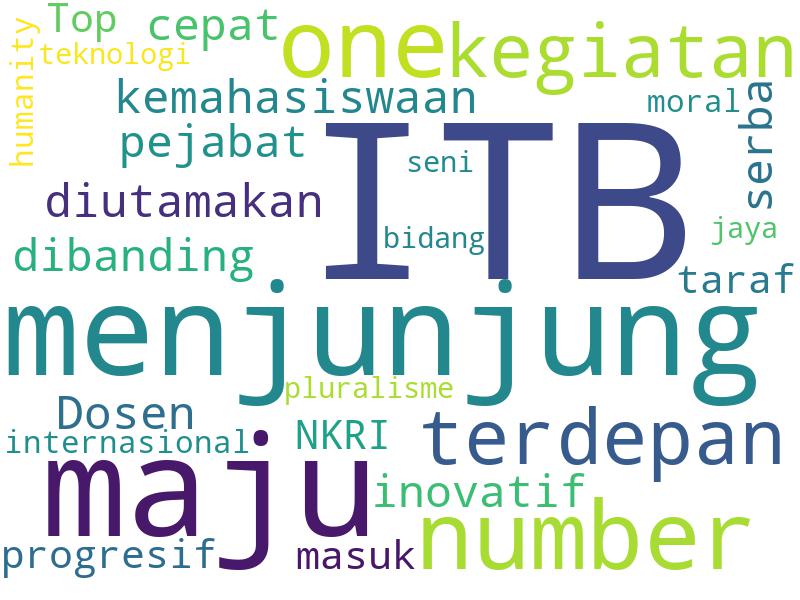 Top
cepat
one
kegiatan
humanity
teknologi
kemahasiswaan
moral
serba
pejabat
ITB
seni
diutamakan
bidang
jaya
dibanding
taraf
menjunjung
pluralisme
Dosen
NKRI
terdepan
internasional
maju
inovatif
number
progresif
masuk